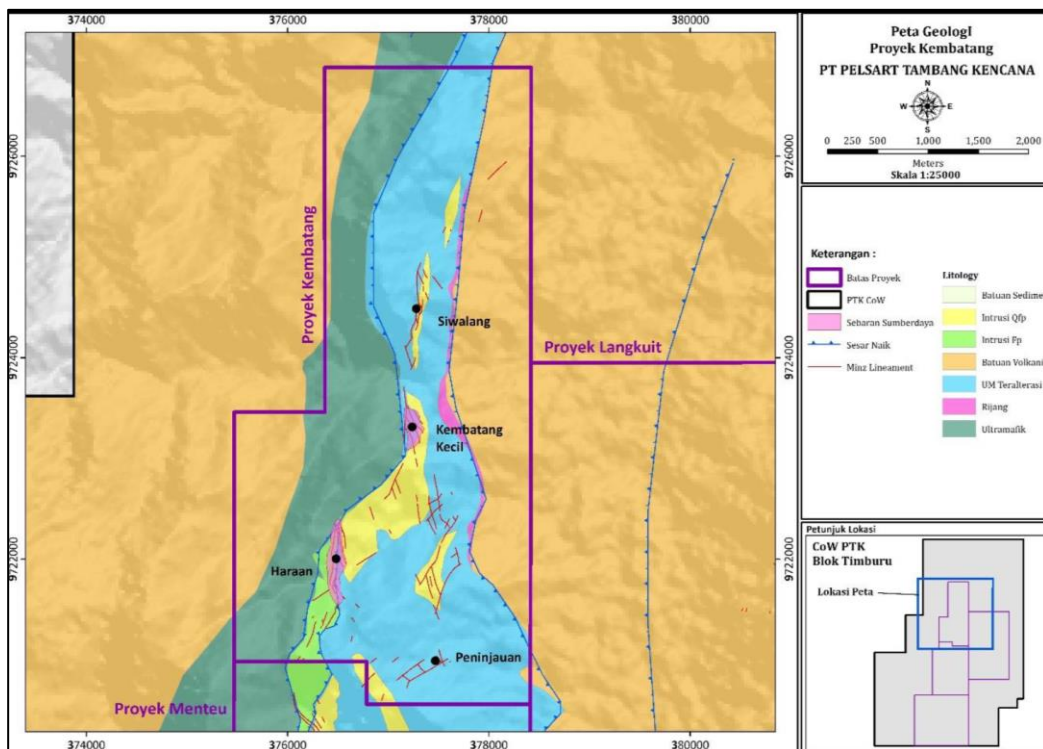 374000 376000 378000 380000
Peta GeologI
Proyek Kembatang
PT PELSART TAMBANG KENCANA
N
W E
S
0 250 500 1,000 1,500 2,000
Meters
Skala 1:25000
9726000
9726000
Proyek Kembatang
Siwalang
9724000
9724000
Proyek Langkuit
Kembatang
Kecil
9722000
9722000
Haraan
Peninjauan
Proyek Menteu
374000 376000 378000 380000
Keterangan :
Batas Proyek
PTK CoW
Sebaran Sumberdaya
Sesar Naik
Minz Lineament
Litology
Batuan Sedime
Intrusi Qfp
Intrusi Fp
Batuan Volkani
UM Teralterasi
Rijang
Ultramafik
Petunjuk Lokasi
CoW PTK
Blok Timburu
Lokasi Peta